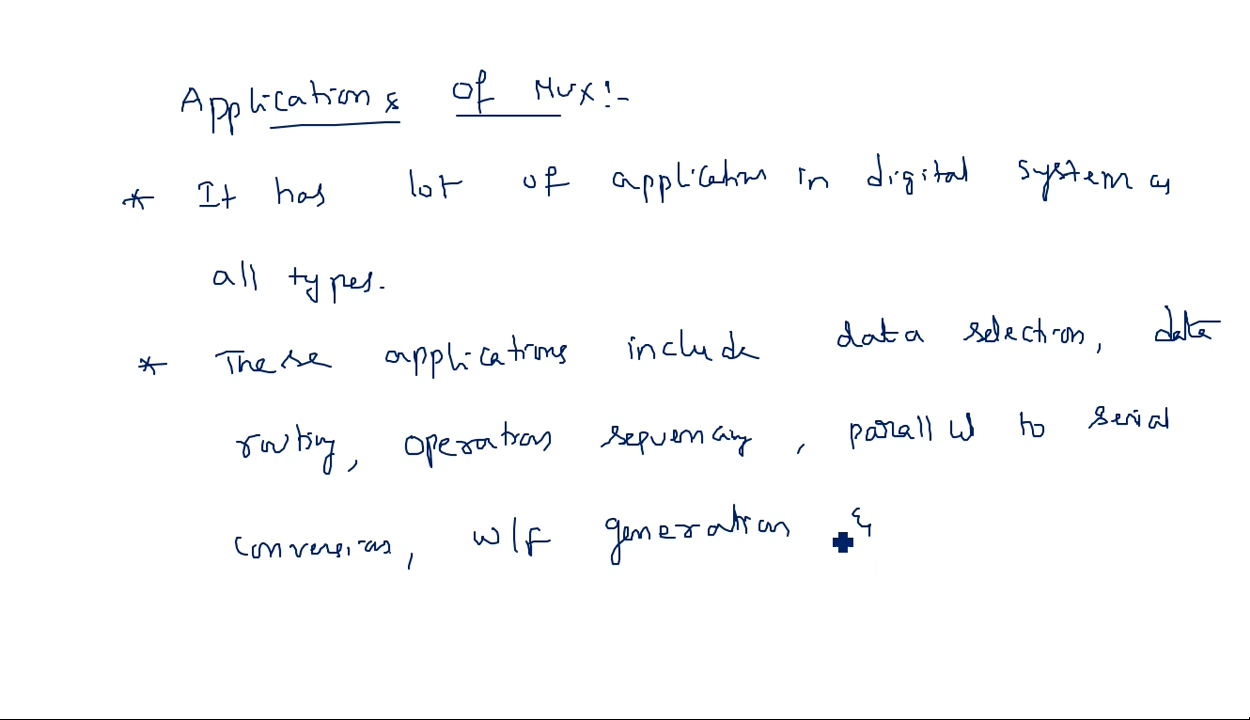 Applications of Mux:-
* It has lot of application in digital system of
all types.
* These applications include data selection, data
routing, operation sequencing, parallel to serial
conversion, w/f generation &